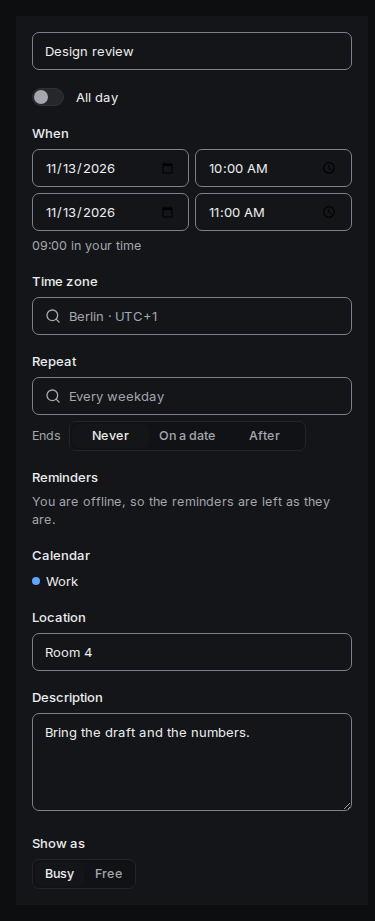 Design review
All day
When
11/13/2026
10:00 AM
11/13/2026
11:00 AM
09:00 in your time
Time zone
Berlin · UTC+1
Repeat
Every weekday
Ends Never On a date After
Reminders
You are offline, so the reminders are left as they
are.
Calendar
Work
Location
Room 4
Description
Bring the draft and the numbers.
Show as
Busy Free